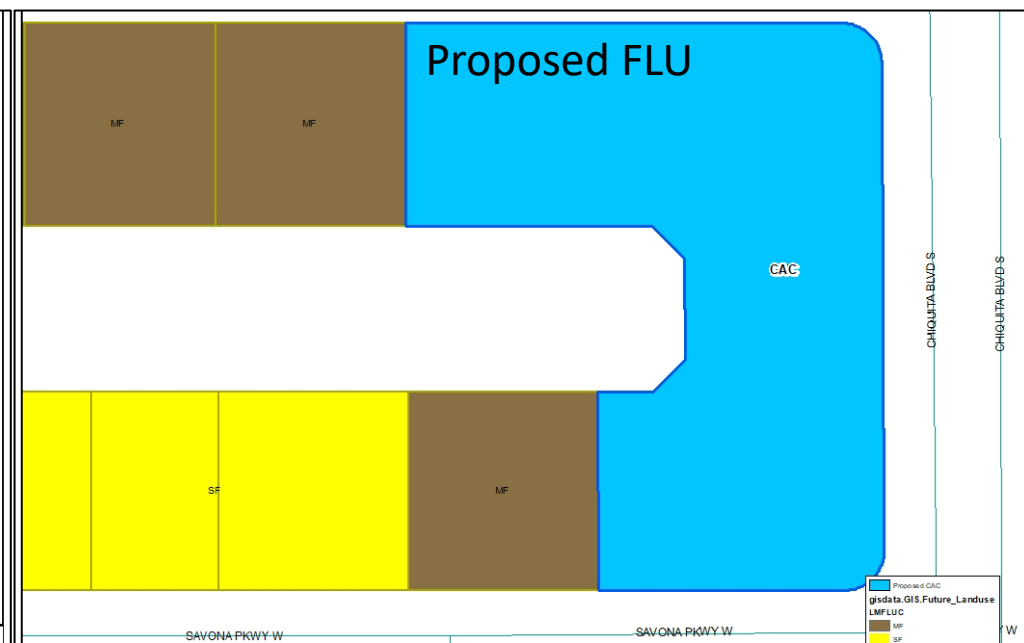 Proposed FLU
MF
MF
CAC
CHIQUITA BLVD S
CHIQUITA BLVD S
SF
MF
Proposed CAC
gisdata.GIS.Future_Landuse
LMFLUC
MF
SF
SAVONA PKWY W
SAVONA PKWY W
W